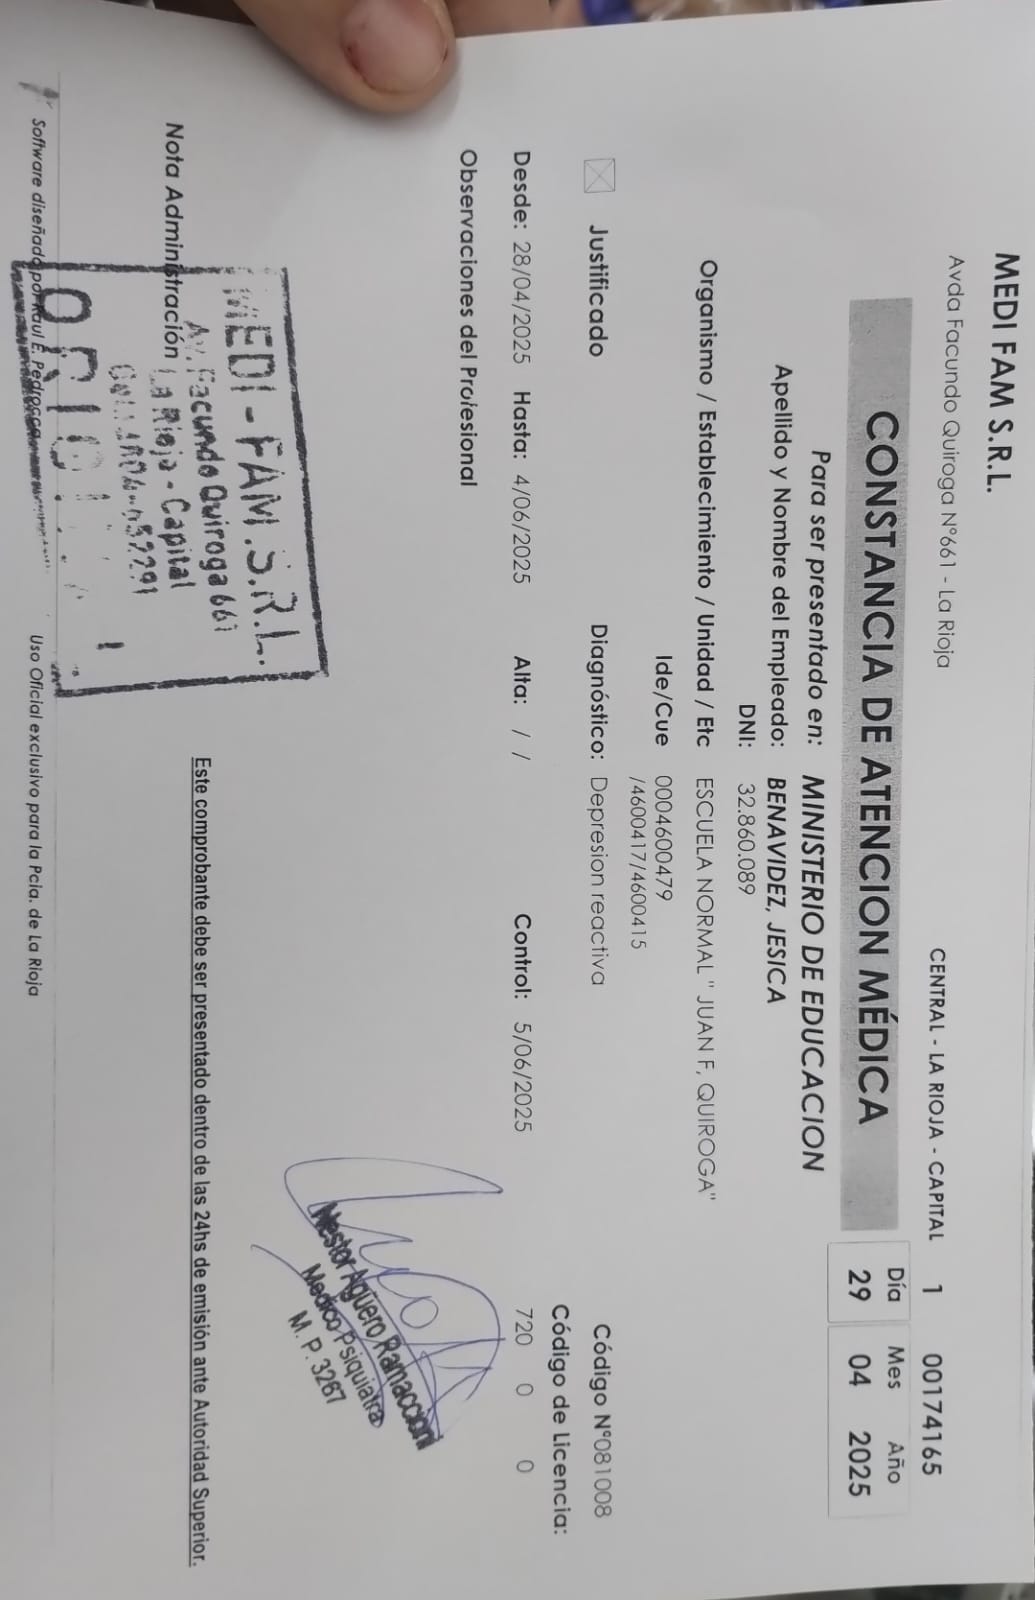 MEDI FAM S.R.L.
Avda Facundo Quiroga N°661 - La Rioja
CENTRAL - LA RIOJA - CAPITAL 1 00174165
CONSTANCIA DE ATENCION MÉDICA
Día Mes Año
29 04 2025
Para ser presentado en: MINISTERIO DE EDUCACION
Apellido y Nombre del Empleado: BENAVIDEZ, JESICA
DNI: 32.860.089
Organismo / Establecimiento / Unidad / Etc ESCUELA NORMAL " JUAN F, QUIROGA"
Ide/Cue 0004600479
/4600417/4600415
Justificado
Diagnóstico: Depresion reactiva
Código N°081008
Código de Licencia:
Desde: 28/04/2025 Hasta: 4/06/2025 Alta: / / Control: 5/06/2025 720 0 0
Observaciones del Profesional
Nestor Agüero Ramaccioni
Medico Psiquiatra
M. P. 3267
MEDI - FAM. S.R.L.
Av. Facundo Quiroga 661
La Rioja - Capital
Nota Administración
Este comprobante debe ser presentado dentro de las 24hs de emisión ante Autoridad Superior.
Software diseñado por Raul E. Pedroza
Uso Oficial exclusivo para la Pcia. de La Rioja